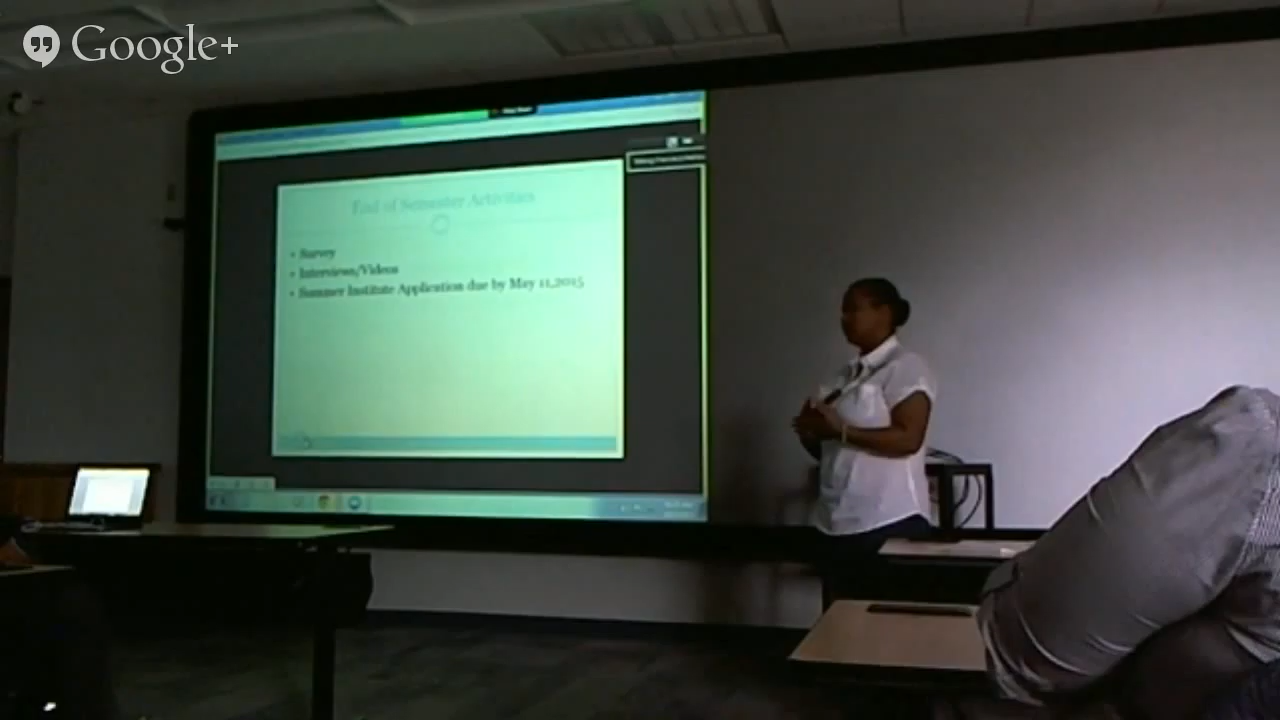 Google+
End of Semester Activities
• Survey
• Interviews/Videos
• Summer Institute Application due by May 11,2015